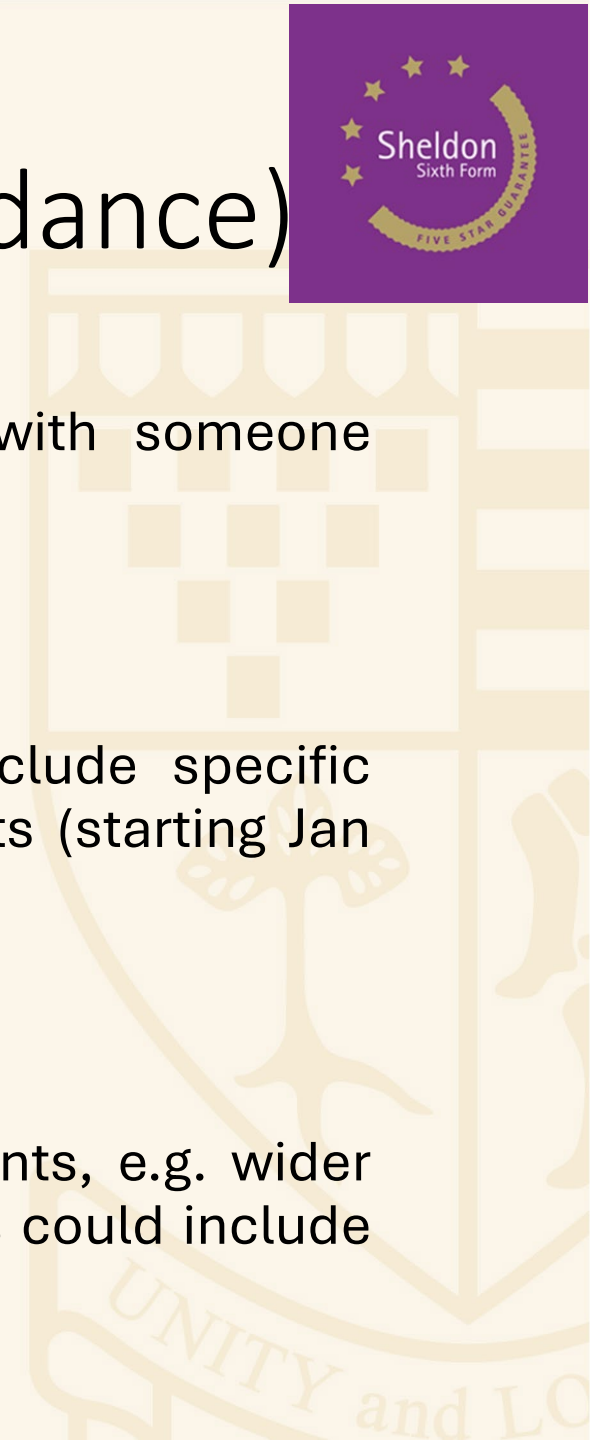 Sheldon
Sixth Form
FIVE STAR GUARANTEE
dance)
with someone
clude specific
ts (starting Jan
nts, e.g. wider
could include
UNITY and LO